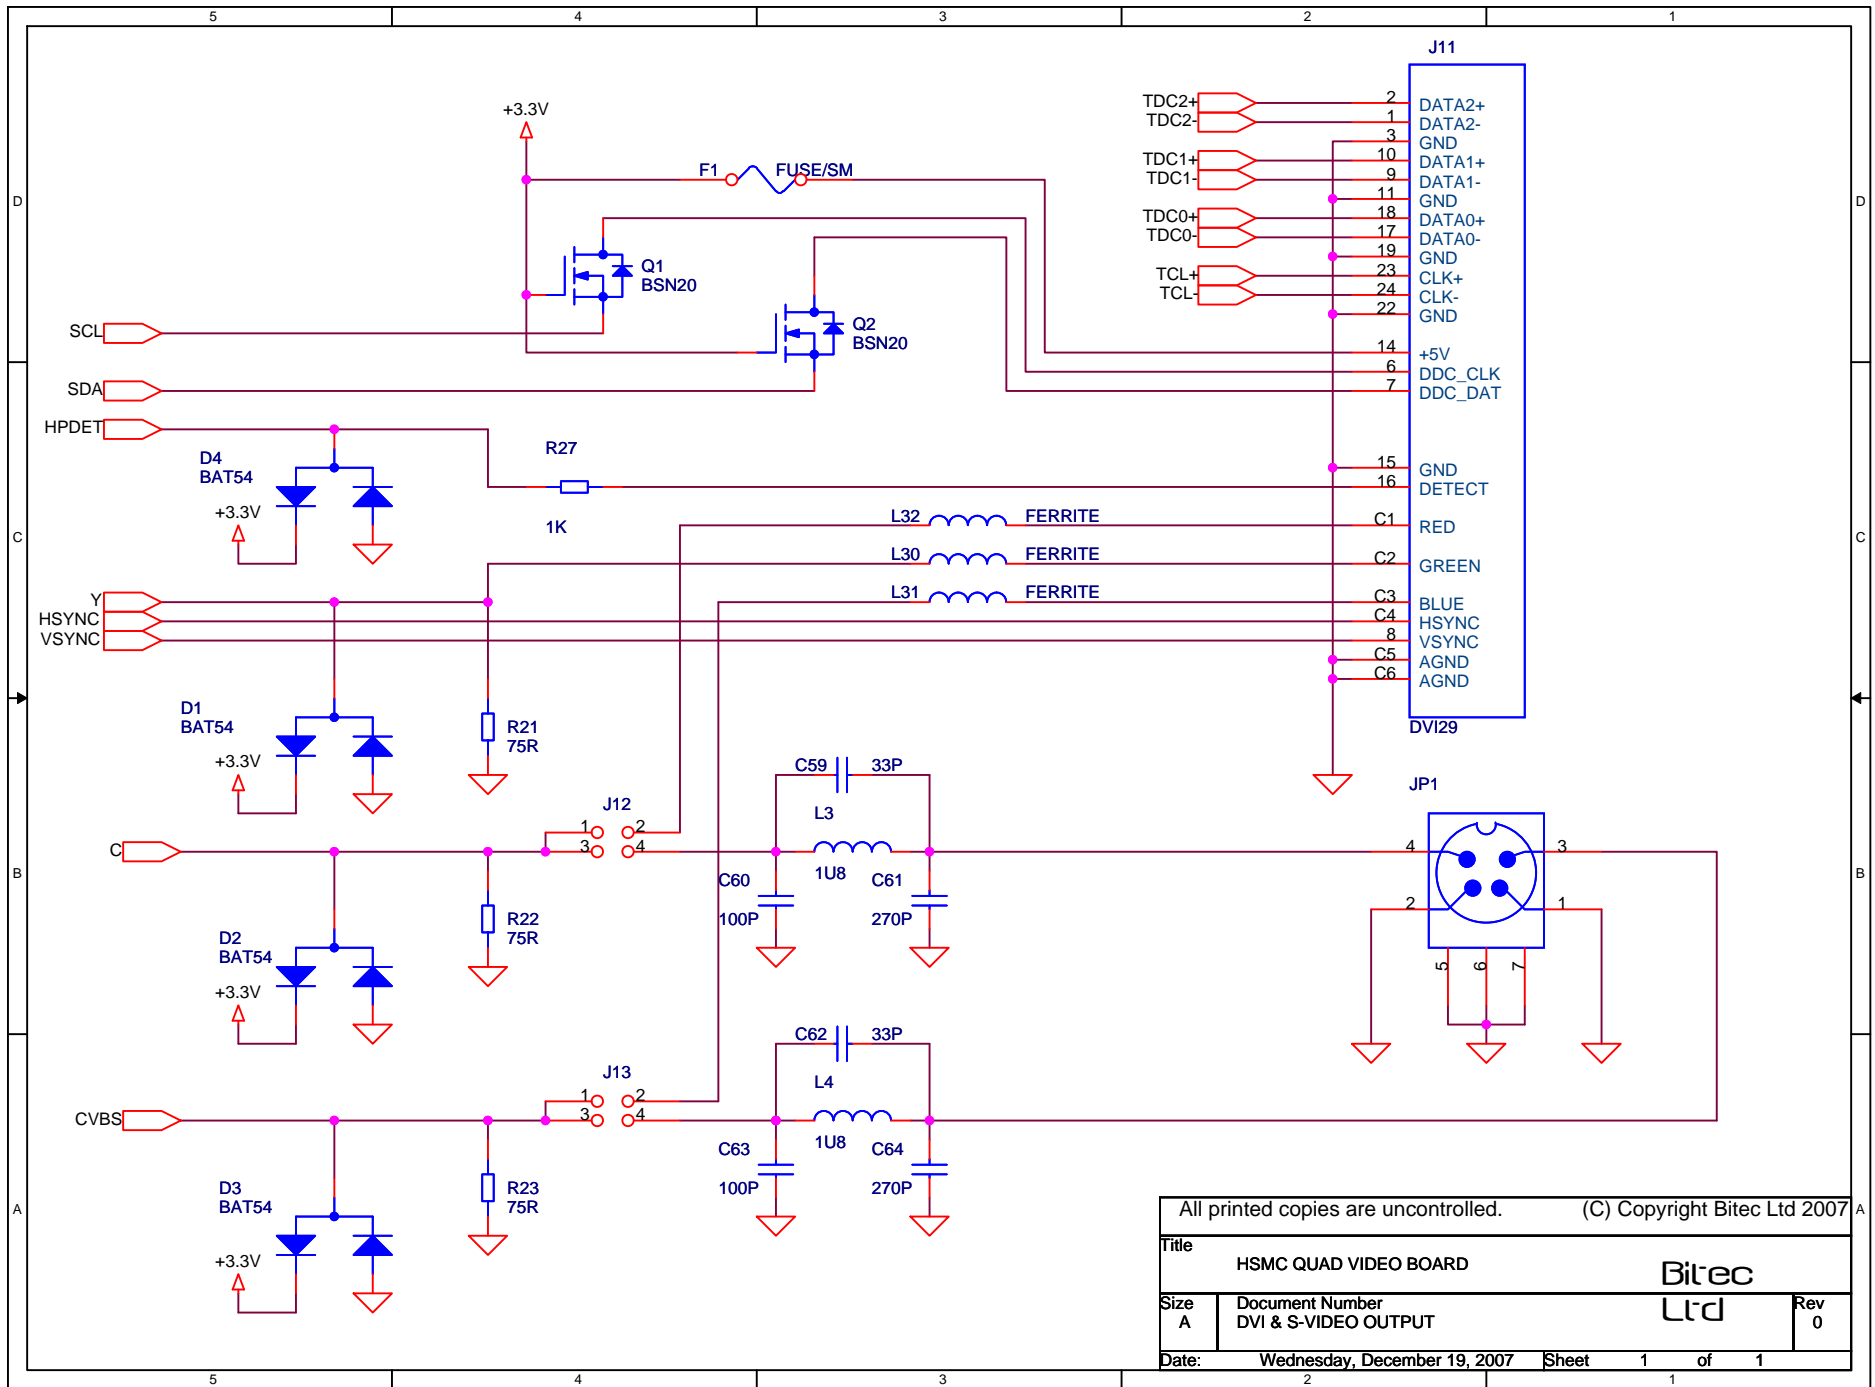 5 4 3 2 1
J11
+3.3V
TDC2+ 2 DATA2+
TDC2- 1 DATA2-
3 GND
TDC1+ 10 DATA1+
TDC1- 9 DATA1-
11 GND
TDC0+ 18 DATA0+
TDC0- 17 DATA0-
19 GND
TCL+ 23 CLK+
TCL- 24 CLK-
22 GND
14 +5V
6 DDC_CLK
7 DDC_DAT
15 GND
16 DETECT
C1 RED
C2 GREEN
C3 BLUE
C4 HSYNC
8 VSYNC
C5 AGND
C6 AGND
DVI29
F1 FUSE/SM
D D
Q1
BSN20
Q2
BSN20
SCL
SDA
HPDET
D4
BAT54
+3.3V
R27
1K
C C
L32 FERRITE
L30 FERRITE
L31 FERRITE
Y
HSYNC
VSYNC
D1
BAT54
+3.3V
R21
75R
J12
1 2
3 4
C59 33P
L3
1U8
C60
100P
C61
270P
JP1
4 3
2 1
5 6 7
C
B B
R22
75R
D2
BAT54
+3.3V
C62 33P
L4
1U8
J13
1 2
3 4
CVBS
C63
100P
C64
270P
D3
BAT54
+3.3V
R23
75R
A A
All printed copies are uncontrolled. (C) Copyright Bitec Ltd 2007
Title
HSMC QUAD VIDEO BOARD
Bitec
Ltd
Size
A
Document Number
DVI & S-VIDEO OUTPUT
Rev
0
Date: Wednesday, December 19, 2007 Sheet 1 of 1
5 4 3 2 1